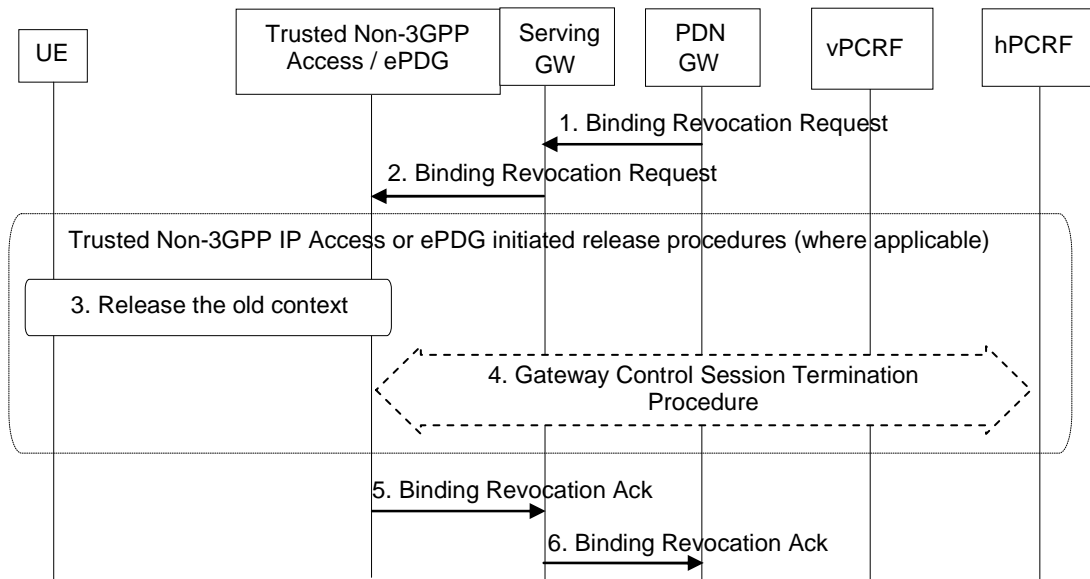 UE
Trusted Non-3GPP
Access / ePDG
Serving
GW
PDN
GW
vPCRF
hPCRF
1. Binding Revocation Request
2. Binding Revocation Request
Trusted Non-3GPP IP Access or ePDG initiated release procedures (where applicable)
3. Release the old context
4. Gateway Control Session Termination
Procedure
5. Binding Revocation Ack
6. Binding Revocation Ack